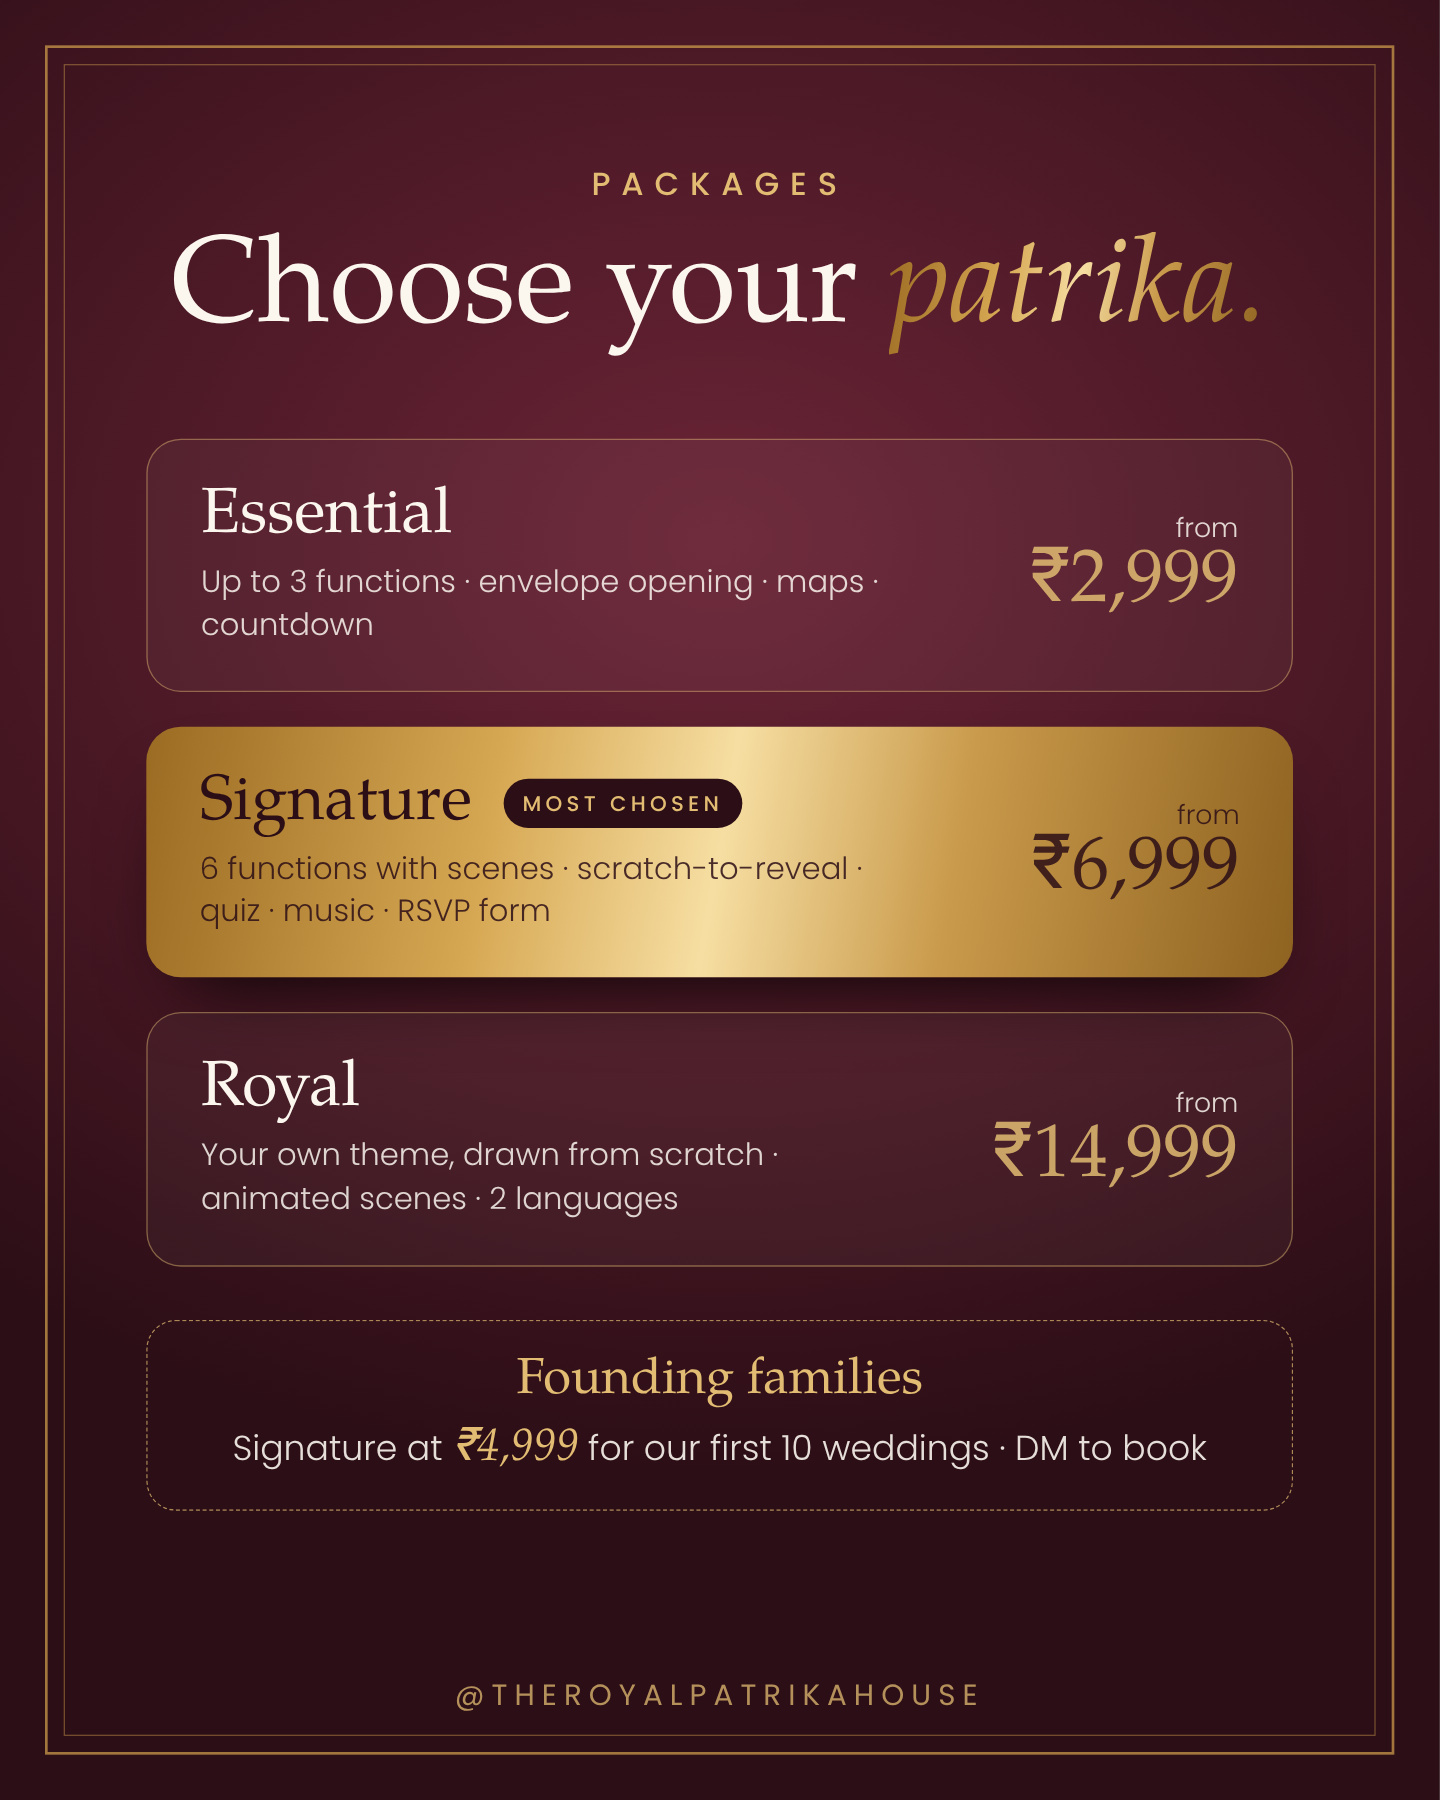 PACKAGES
Choose your patrika.
Essential
Up to 3 functions · envelope opening · maps ·
countdown
from
₹2,999
Signature
MOST CHOSEN
6 functions with scenes · scratch-to-reveal ·
quiz · music · RSVP form
from
₹6,999
Royal
Your own theme, drawn from scratch ·
animated scenes · 2 languages
from
₹14,999
Founding families
Signature at ₹4,999 for our first 10 weddings · DM to book
@THEROYALPATRIKAHOUSE